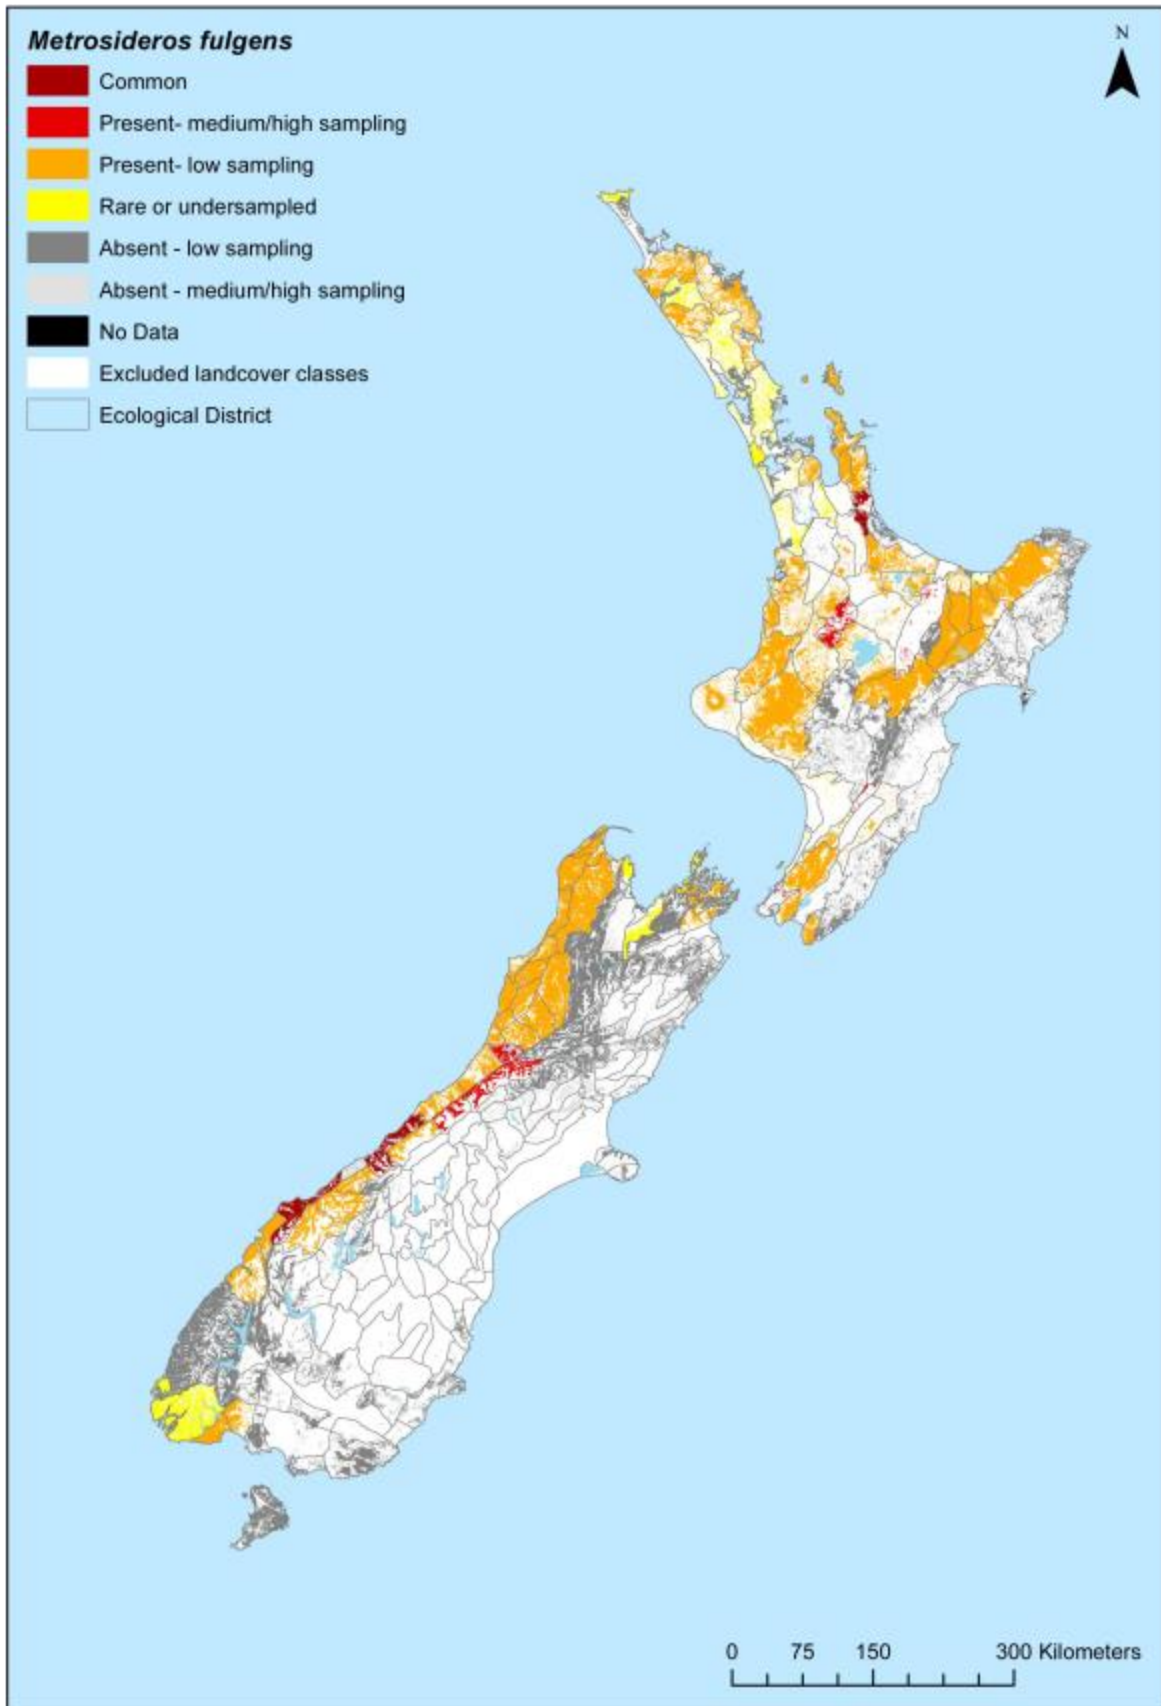 Metrosideros fulgens
Common
Present- medium/high sampling
Present- low sampling
Rare or undersampled
Absent - low sampling
Absent - medium/high sampling
No Data
Excluded landcover classes
Ecological District
N
0 75 150 300 Kilometers